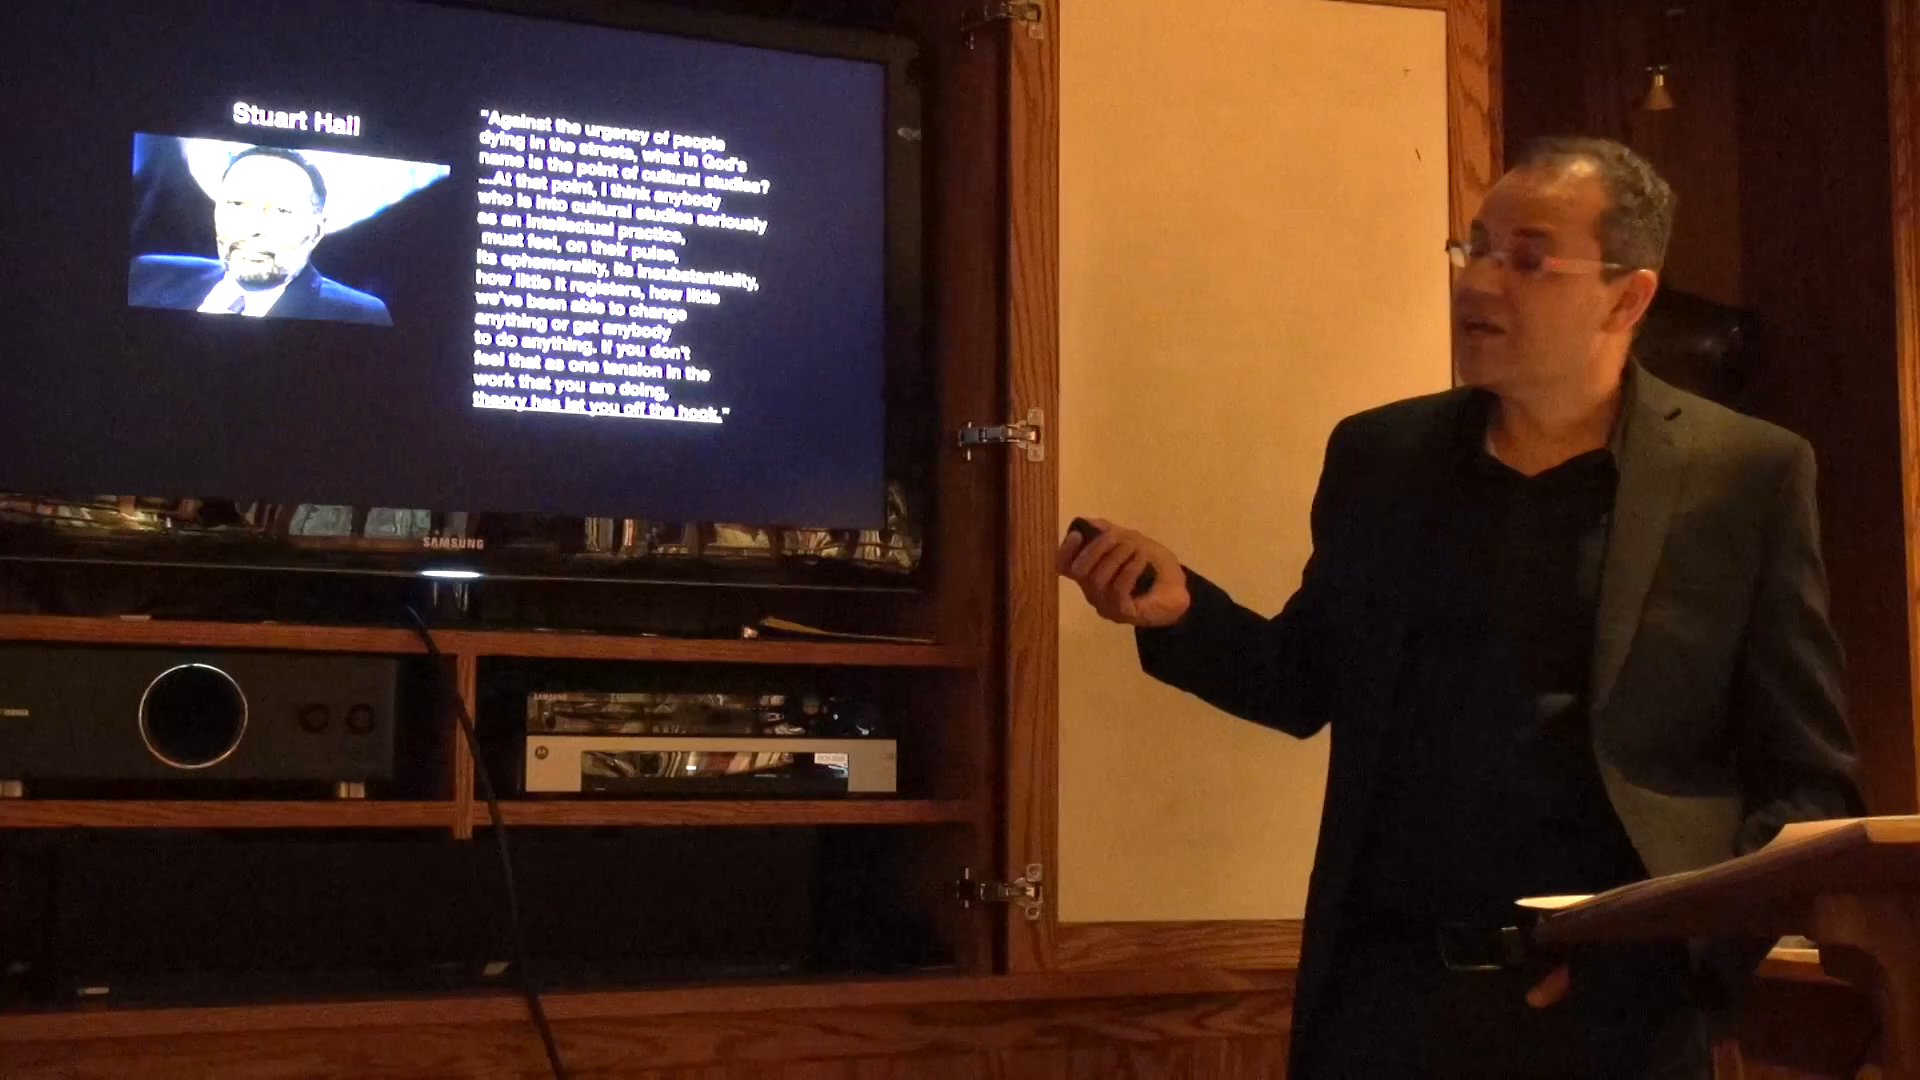 Stuart Hall
"Against the urgency of people
dying in the streets, what in God's
name is the point of cultural studies?
...At that point, I think anybody
who is into cultural studies seriously
as an intellectual practice,
must feel, on their pulse,
its ephemerality, its insubstantiality,
how little it registers, how little
we've been able to change
anything or get anybody
to do anything. If you don't
feel that as one tension in the
work that you are doing,
theory has let you off the hook."
SAMSUNG